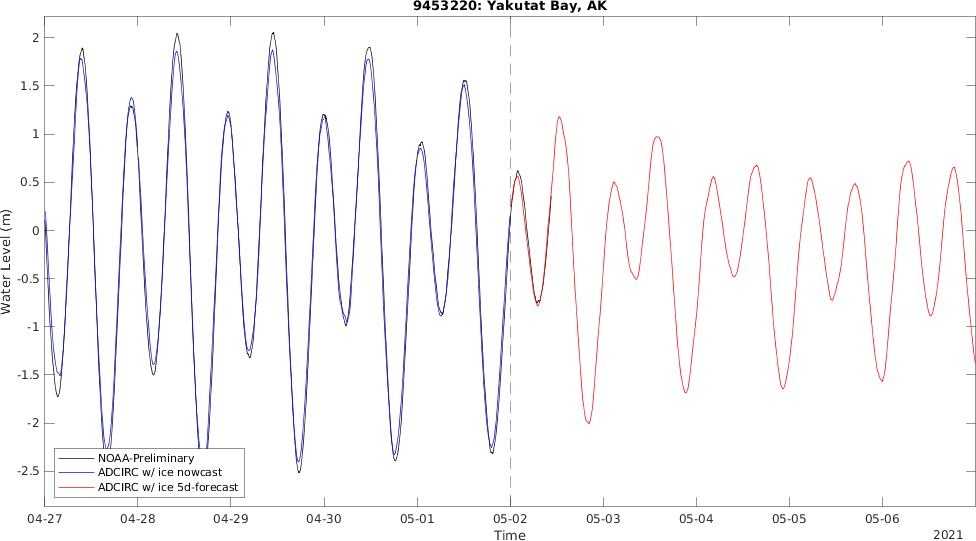 9453220: Yakutat Bay, AK
Water Level (m)
2
1.5
1
0.5
0
-0.5
-1
-1.5
-2
-2.5
NOAA-Preliminary
ADCIRC w/ ice nowcast
ADCIRC w/ ice 5d-forecast
04-27 04-28 04-29 04-30 05-01 05-02 05-03 05-04 05-05 05-06
Time
2021